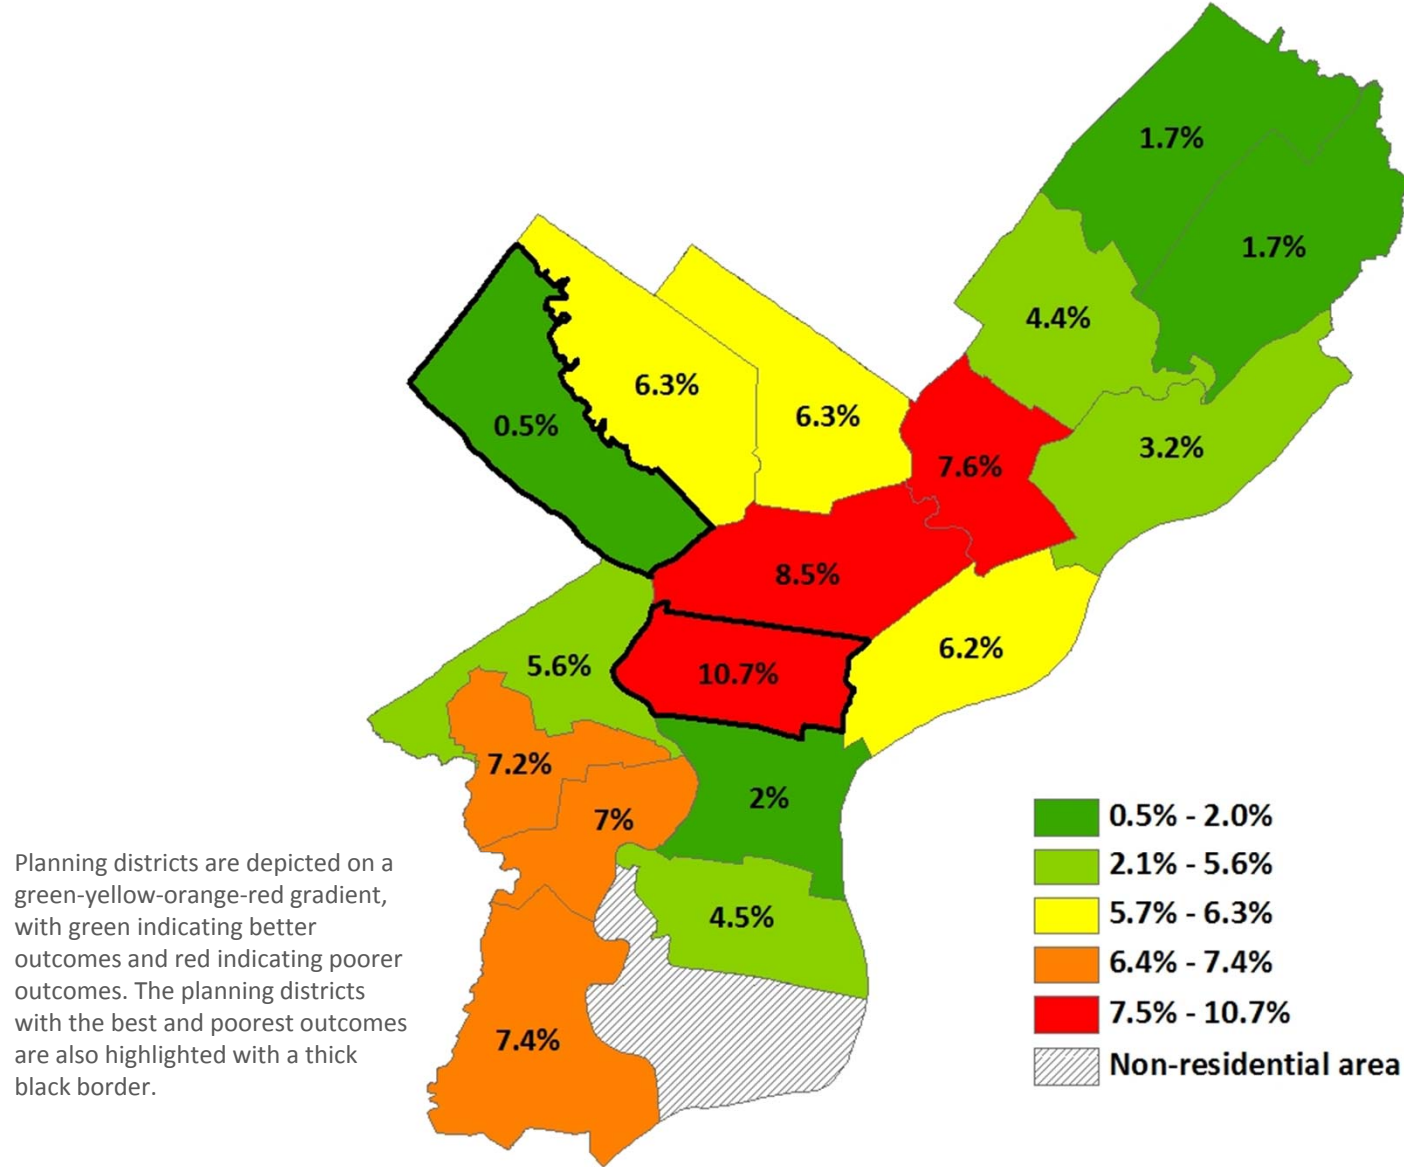 1.7%
1.7%
4.4%
6.3%
6.3%
0.5%
3.2%
7.6%
8.5%
6.2%
5.6%
10.7%
7.2%
2%
7%
4.5%
7.4%
Planning districts are depicted on a
green-yellow-orange-red gradient,
with green indicating better
outcomes and red indicating poorer
outcomes. The planning districts
with the best and poorest outcomes
are also highlighted with a thick
black border.
0.5% - 2.0%
2.1% - 5.6%
5.7% - 6.3%
6.4% - 7.4%
7.5% - 10.7%
Non-residential area